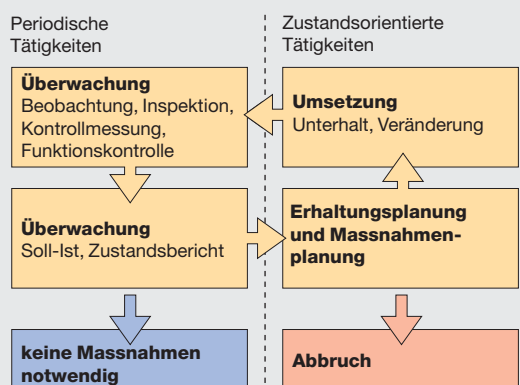 Periodische
Tätigkeiten
Zustandsorientierte
Tätigkeiten
Überwachung
Beobachtung, Inspektion,
Kontrollmessung,
Funktionskontrolle
Umsetzung
Unterhalt, Veränderung
Überwachung
Soll-Ist, Zustandsbericht
Erhaltungsplanung
und Massnahmen-
planung
keine Massnahmen
notwendig
Abbruch